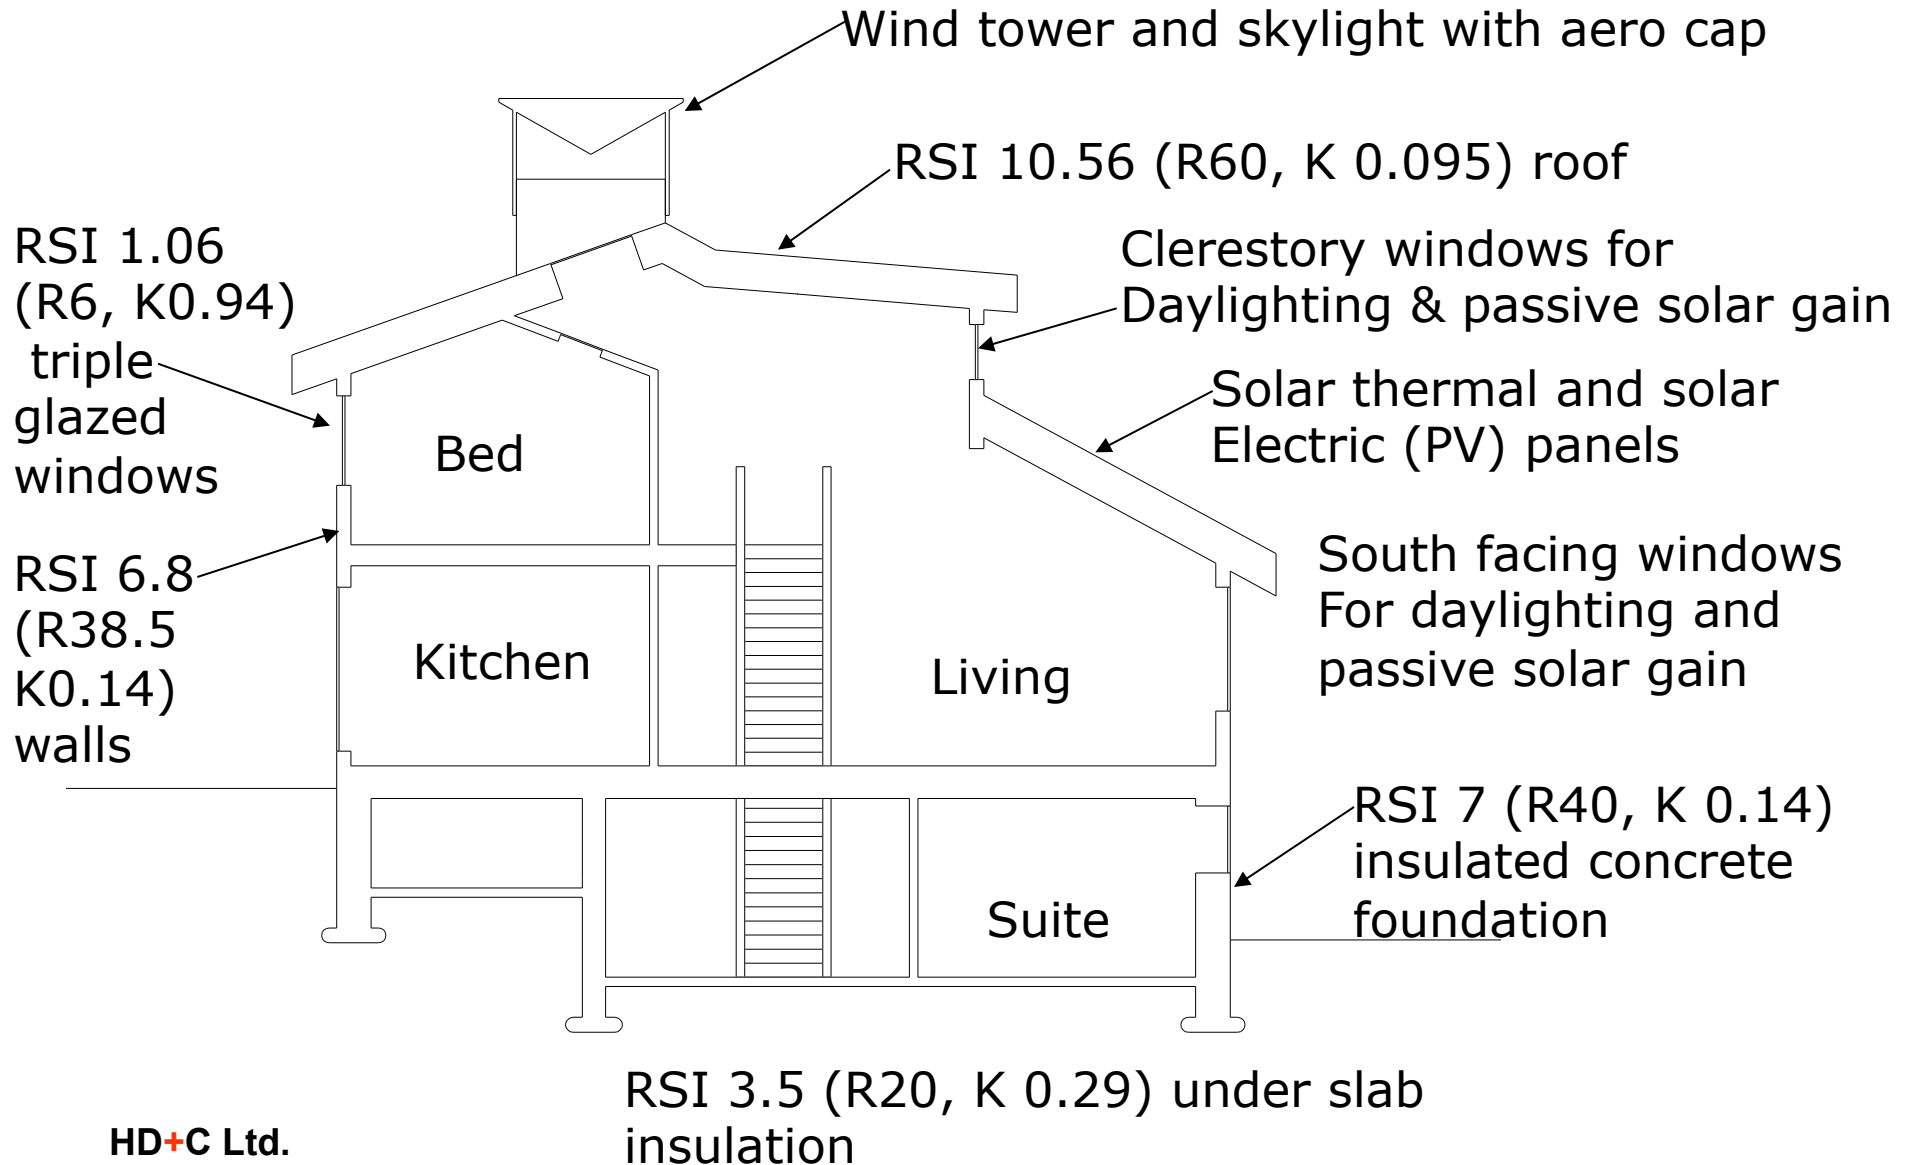 Wind tower and skylight with aero cap
RSI 10.56 (R60, K 0.095) roof
RSI 1.06
(R6, K0.94)
triple
glazed
windows
Clerestory windows for
Daylighting & passive solar gain
Solar thermal and solar
Electric (PV) panels
Bed
RSI 6.8
(R38.5
K0.14)
walls
South facing windows
For daylighting and
passive solar gain
Kitchen
Living
RSI 7 (R40, K 0.14)
insulated concrete
foundation
Suite
RSI 3.5 (R20, K 0.29) under slab
insulation
HD+C Ltd.